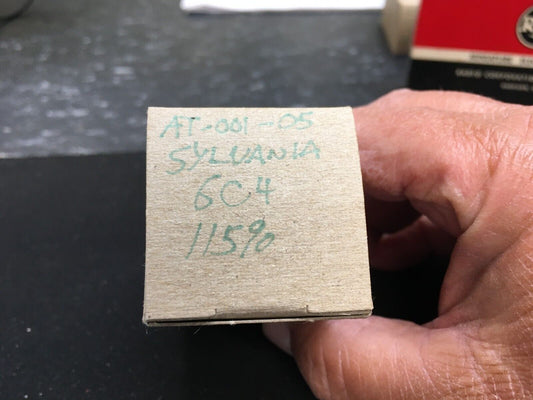 AT-001-05
SYLVANIA
6C4
115%